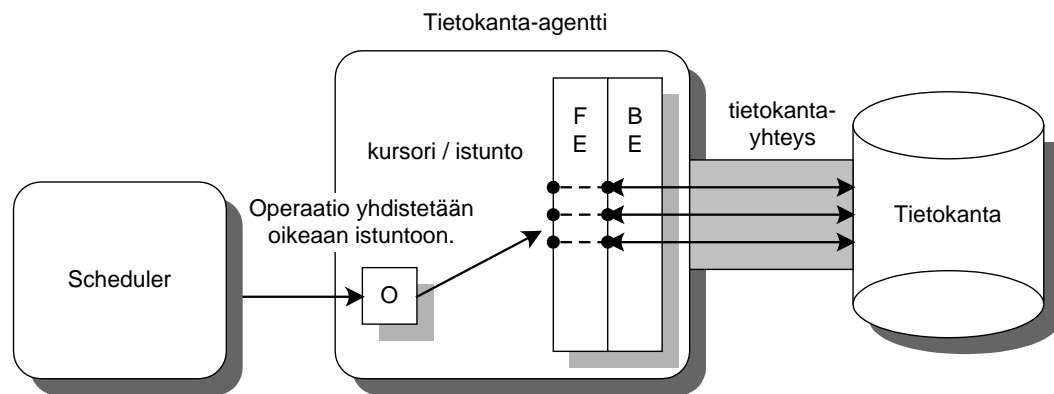 Tietokanta-agentti
F
E
B
E
tietokanta-
yhteys
kursori / istunto
Operaatio yhdistetään
oikeaan istuntoon.
Tietokanta
Scheduler
O